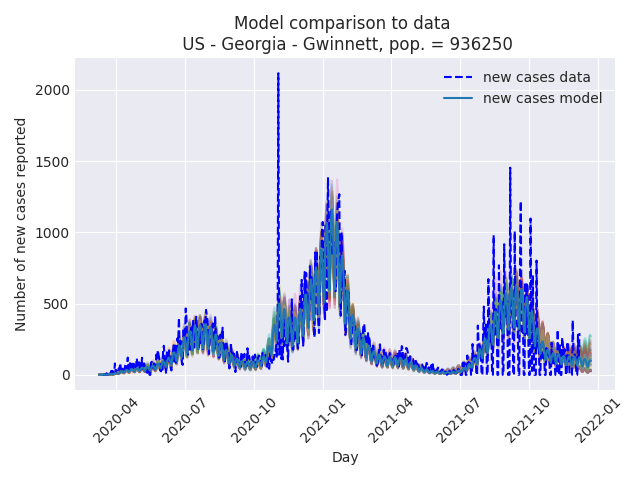 Model comparison to data
US - Georgia - Gwinnett, pop. = 936250
new cases data
new cases model
Number of new cases reported
2000
1500
1000
500
0
2020-04
2020-07
2020-10
2021-01
2021-04
2021-07
2021-10
2022-01
Day